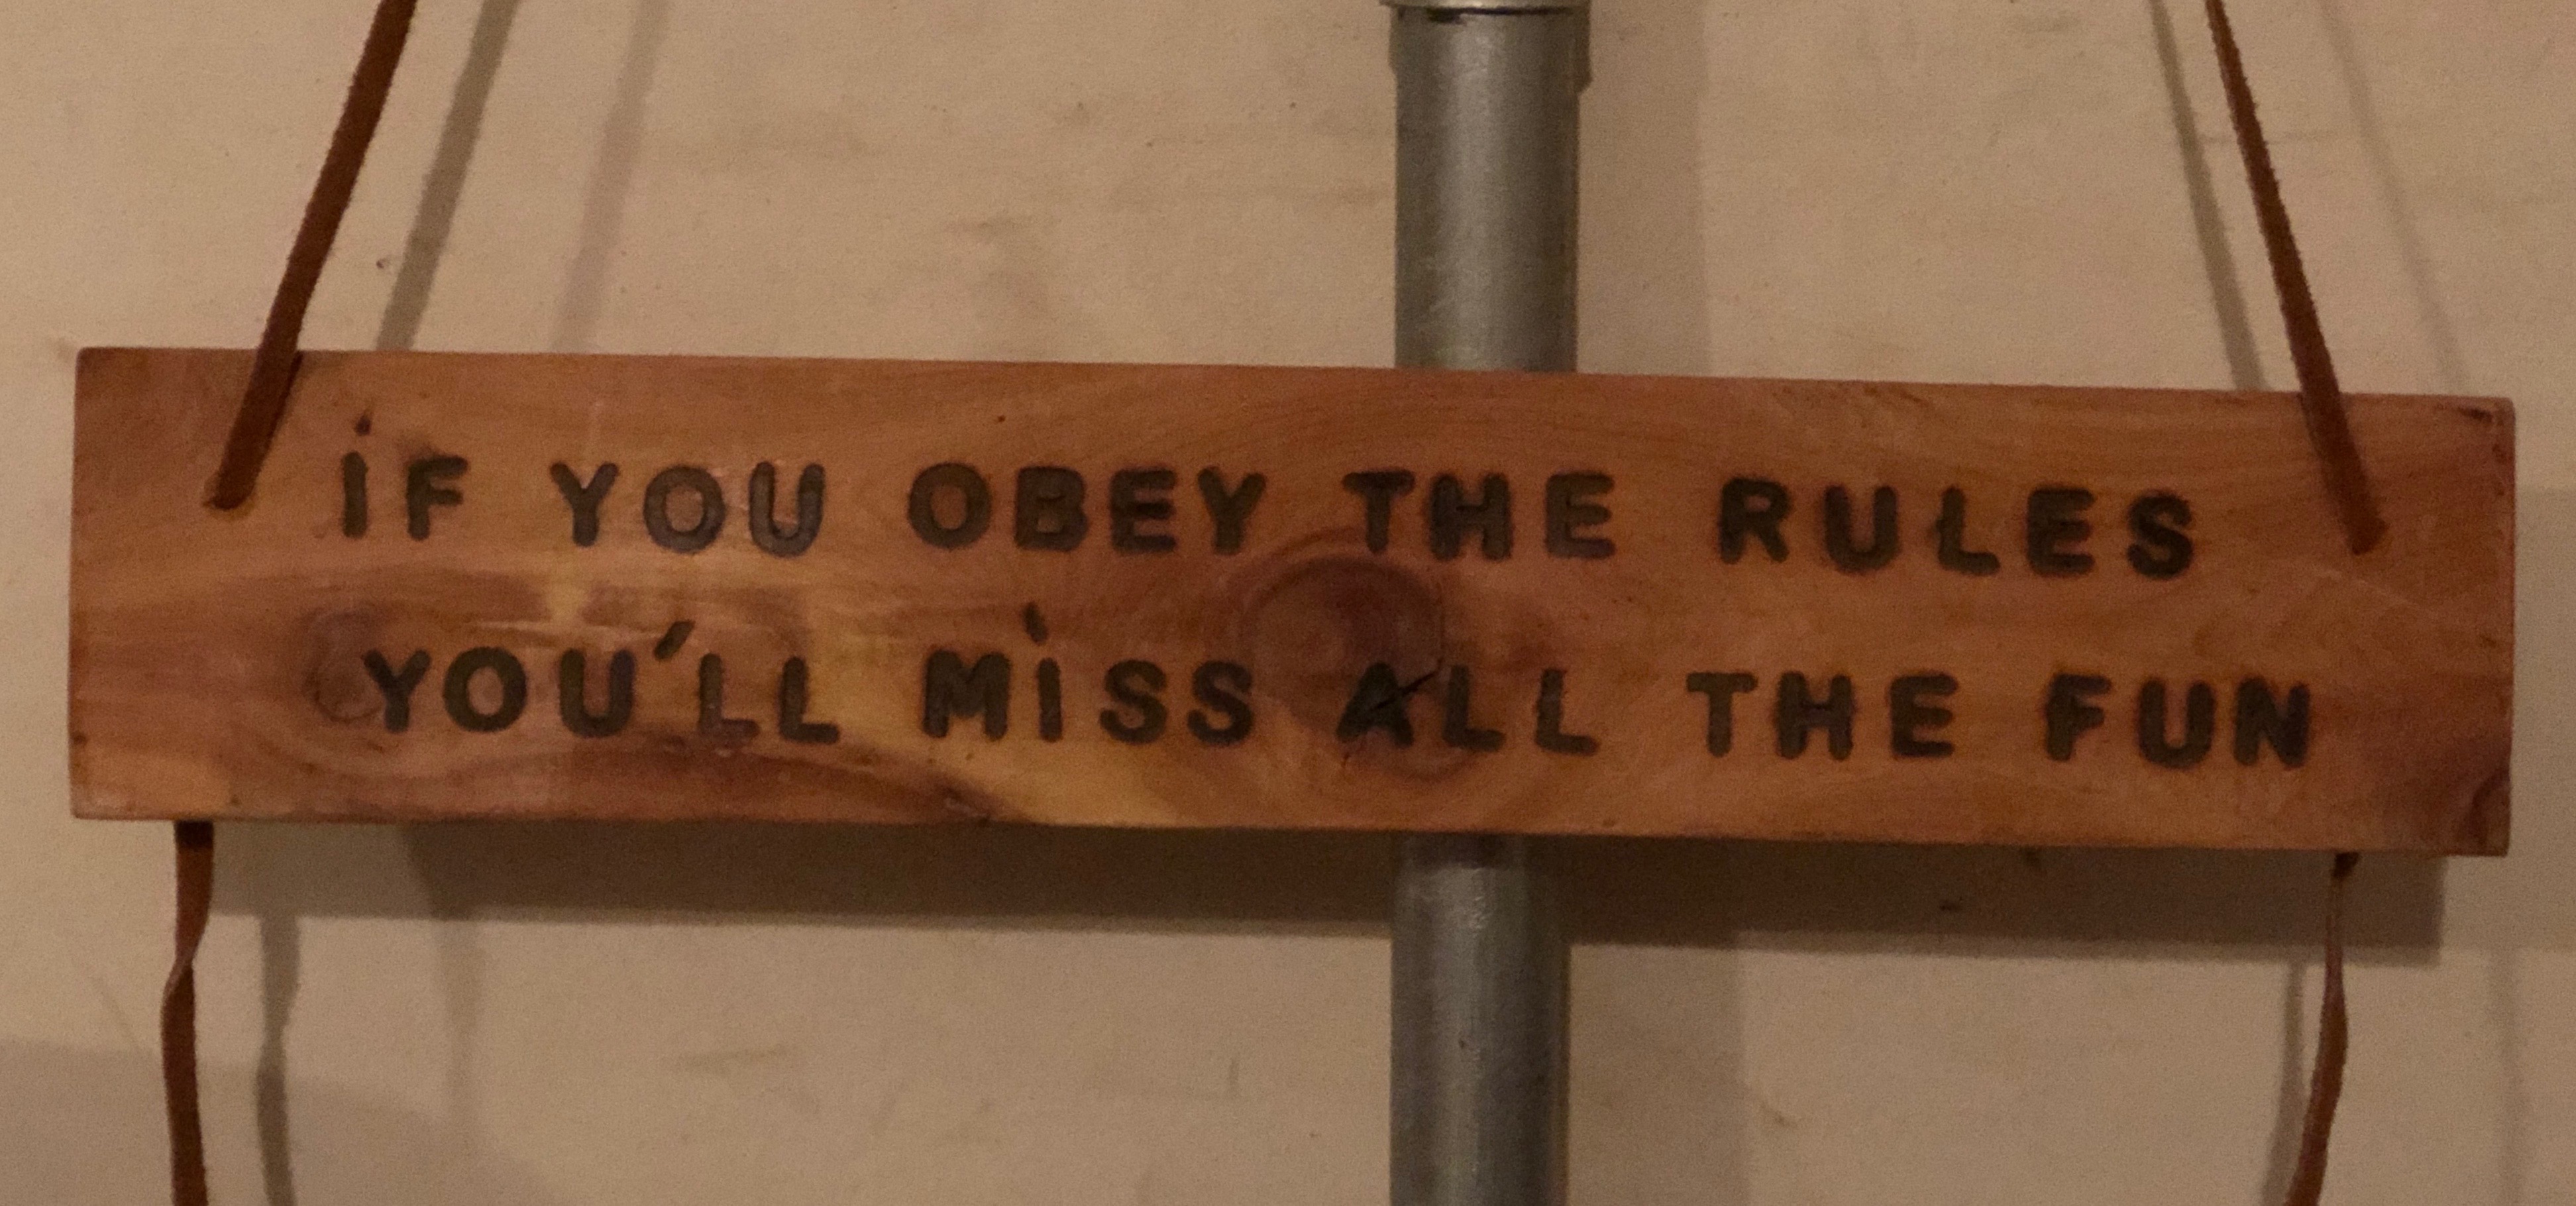 iF YOU OBEY THE RULES
YOU'LL MiSS ALL THE FUN